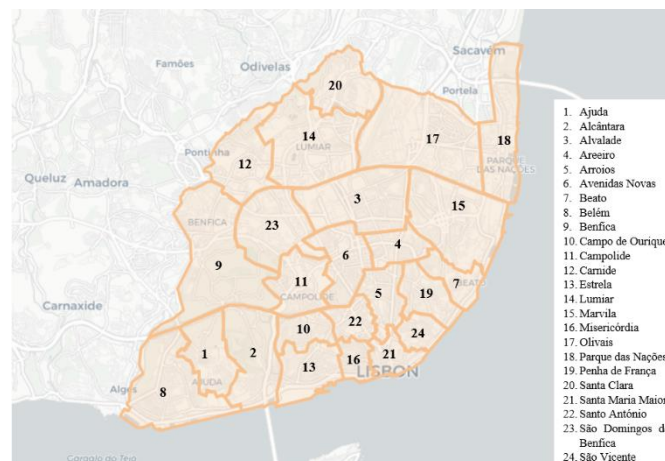 Sacavém
Famões
Odivelas
20
Portela
14
17
LUMIAR
Pontinha
18
12
PARQUE
DAS NAÇÕES
Queluz
Amadora
3
15
BENFICA
23
6
4
9
11
CAMPOLIDE
5
19
7
BEATO
Carnaxide
10
22
24
1
2
13
16
21
LISBON
AJUDA
Algés
8
1. Ajuda
2. Alcântara
3. Alvalade
4. Areeiro
5. Arroios
6. Avenidas Novas
7. Beato
8. Belém
9. Benfica
10. Campo de Ourique
11. Campolide
12. Carnide
13. Estrela
14. Lumiar
15. Marvila
16. Misericórdia
17. Olivais
18. Parque das Nações
19. Penha de França
20. Santa Clara
21. Santa Maria Maior
22. Santo António
23. São Domingos d
Benfica
24. São Vicente